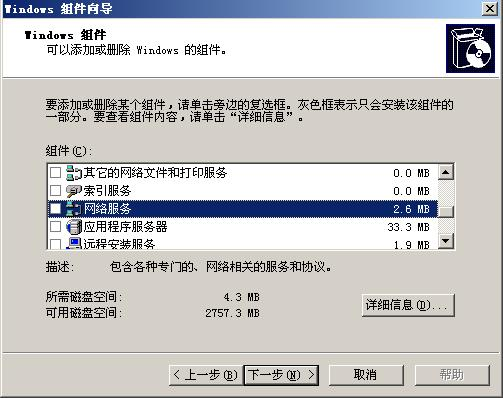 Windows 组件向导
Windows 组件
可以添加或删除 Windows 的组件。
要添加或删除某个组件，请单击旁边的复选框。灰色框表示只会安装该组件的
一部分。要查看组件内容，请单击“详细信息”。
组件(C):
其它的网络文件和打印服务 0.0 MB
索引服务 0.0 MB
网络服务 2.6 MB
应用程序服务器 33.3 MB
远程安装服务 1.9 MB
描述: 包含各种专门的、网络相关的服务和协议。
所需磁盘空间: 4.3 MB
可用磁盘空间: 2757.3 MB
详细信息(D)...
< 上一步(B) 下一步(N) > 取消 帮助